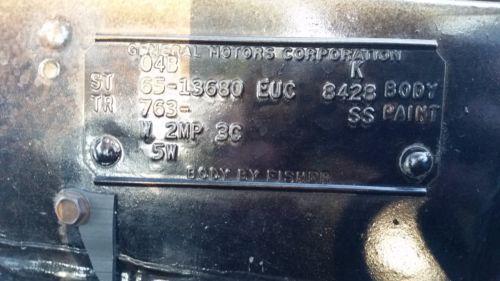 GENERAL MOTORS CORPORATION
04B K
ST 65-13680 EUC 8428 BODY
TR 763- SS PAINT
W 2MP 3G
5W
BODY BY FISHER